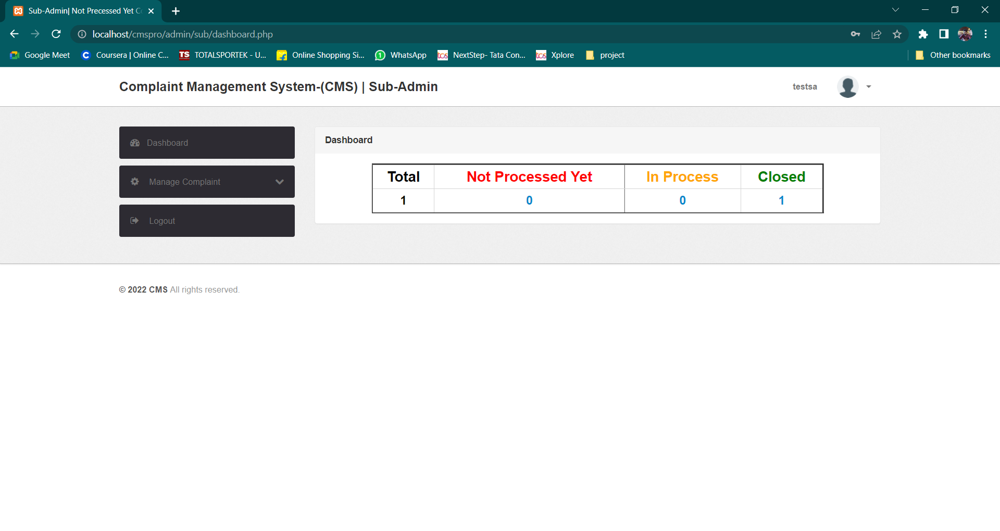 Sub-Admin| Not Precessed Yet C
localhost/cmspro/admin/sub/dashboard.php
Google Meet
Coursera | Online C...
TOTALSPORTEK - U...
Online Shopping Si...
WhatsApp
NextStep- Tata Con...
Xplore
project
Other bookmarks
Complaint Management System-(CMS) | Sub-Admin
testsa
Dashboard
Manage Complaint
Logout
Dashboard
Total Not Processed Yet In Process Closed
1 0 0 1
© 2022 CMS All rights reserved.